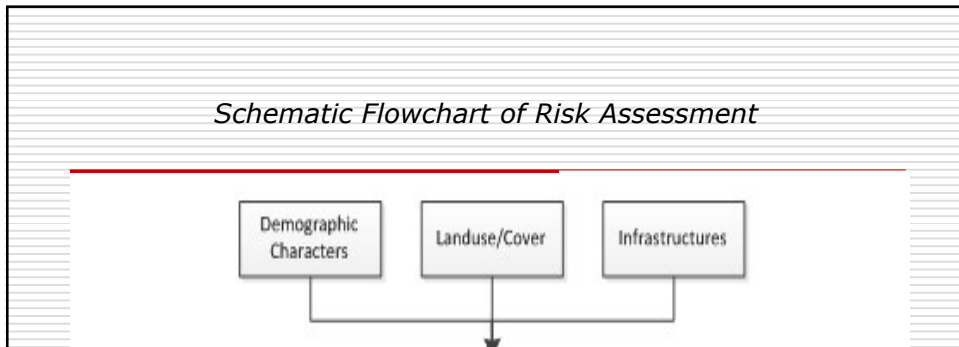 Schematic Flowchart of Risk Assessment
Demographic
Characters
Landuse/Cover
Infrastructures